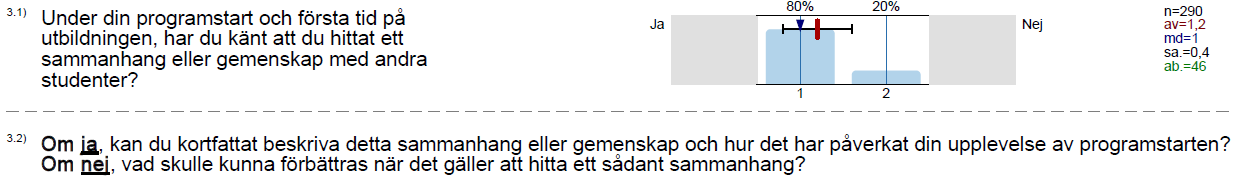 3.1) Under din programstart och första tid på
utbildningen, har du känt att du hittat ett
sammanhang eller gemenskap med andra
studenter?
80% 20%
Ja Nej
1 2
n=290
av=1,2
md=1
sa.=0,4
ab.=46
3.2) Om ja, kan du kortfattat beskriva detta sammanhang eller gemenskap och hur det har påverkat din upplevelse av programstarten?
Om nej, vad skulle kunna förbättras när det gäller att hitta ett sådant sammanhang?